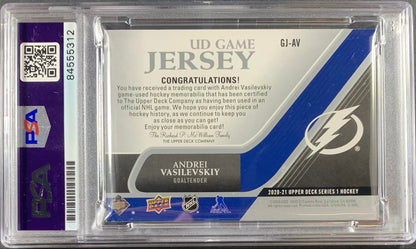 UD GAME
GJ-AV
JERSEY
CONGRATULATIONS!
You have received a trading card with Andrei Vasilevskiy
game-used hockey memorabilia that has been certified
to The Upper Deck Company as having been used in an
official NHL game. We hope you enjoy this piece of
hockey history, as we continue to keep you
as close as you can get!
Enjoy your memorabilia card!
The Richard P. McWilliam Family
THE UPPER DECK COMPANY
ANDREI
VASILEVSKIY
GOALTENDER
2020-21 UPPER DECK SERIES 1 HOCKEY
UPPER DECK
NHL
84555312
PSA
PSA